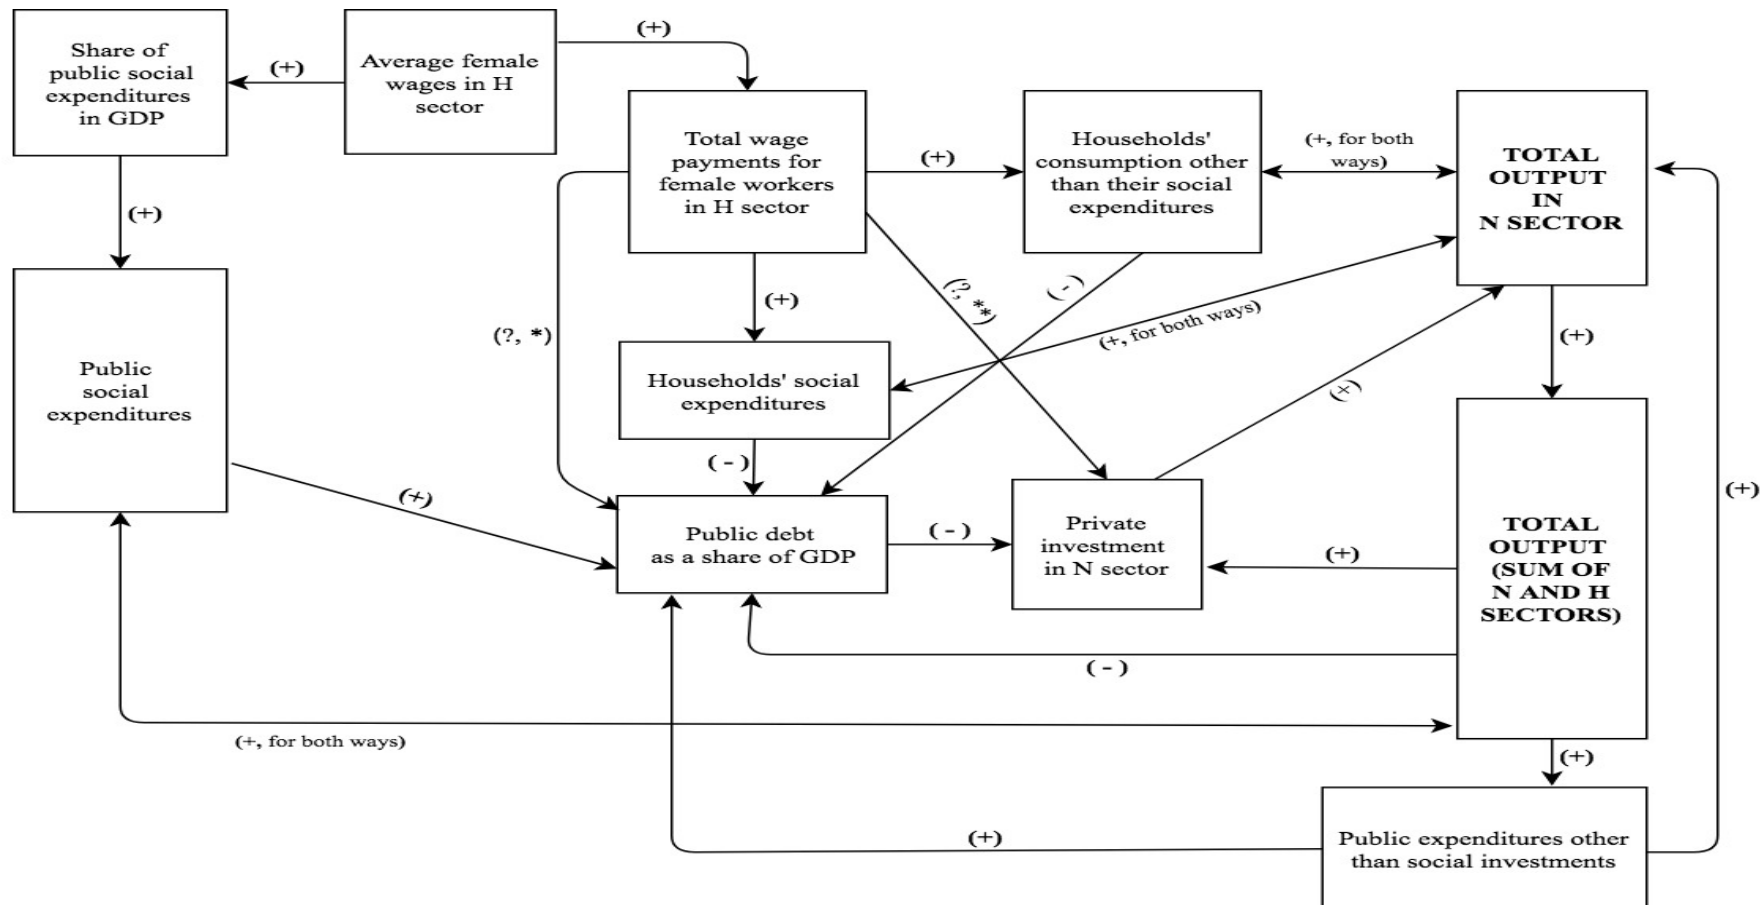 Share of
public social
expenditures
in GDP
(+)
Average female
wages in H
sector
(+)
Total wage
payments for
female workers
in H sector
(+)
Households'
consumption other
than their social
expenditures
(+, for both
ways)
TOTAL
OUTPUT
IN
N SECTOR
(+)
(+)
(?, *)
(?, **)
( - )
(+, for both ways)
(+)
(+)
Public
social
expenditures
Households' social
expenditures
( - )
(+)
(+)
Public debt
as a share of GDP
( - )
Private
investment
in N sector
(+)
TOTAL
OUTPUT
(SUM OF
N AND H
SECTORS)
(+)
( - )
(+, for both ways)
(+)
(+)
Public expenditures other
than social investments